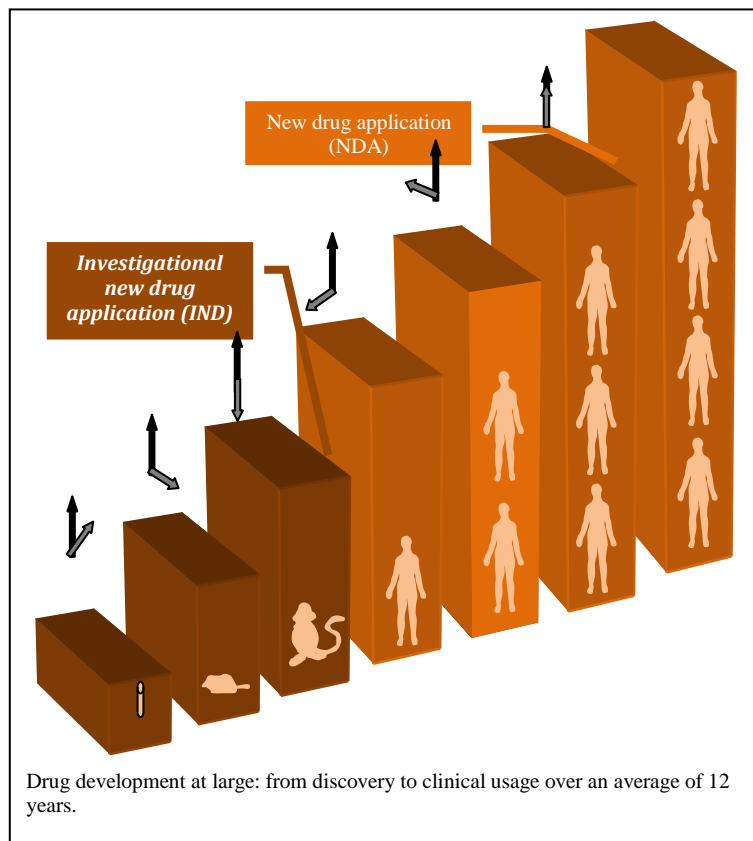 New drug application
(NDA)
Investigational
new drug
application (IND)
Drug development at large: from discovery to clinical usage over an average of 12
years.